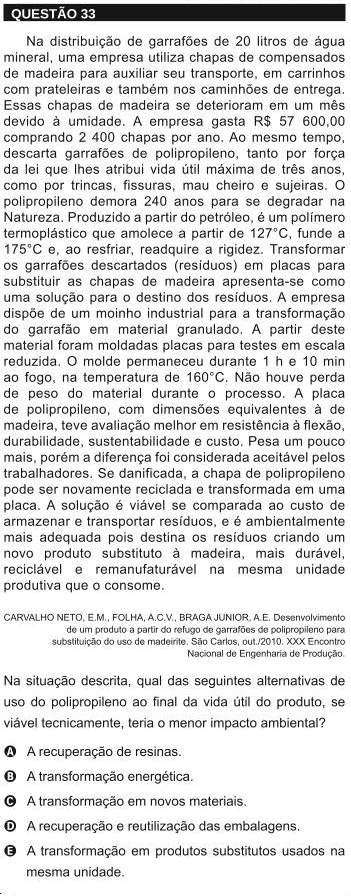 QUESTÃO 33
Na distribuição de garrafões de 20 litros de água
mineral, uma empresa utiliza chapas de compensados
de madeira para auxiliar seu transporte, em carrinhos
com prateleiras e também nos caminhões de entrega.
Essas chapas de madeira se deterioram em um mês
devido à umidade. A empresa gasta R$ 57 600,00
comprando 2 400 chapas por ano. Ao mesmo tempo,
descarta garrafões de polipropileno, tanto por força
da lei que lhes atribui vida útil máxima de três anos,
como por trincas, fissuras, mau cheiro e sujeiras. O
polipropileno demora 240 anos para se degradar na
Natureza. Produzido a partir do petróleo, é um polímero
termoplástico que amolece a partir de 127°C, funde a
175°C e, ao resfriar, readquire a rigidez. Transformar
os garrafões descartados (resíduos) em placas para
substituir as chapas de madeira apresenta-se como
uma solução para o destino dos resíduos. A empresa
dispõe de um moinho industrial para a transformação
do garrafão em material granulado. A partir deste
material foram moldadas placas para testes em escala
reduzida. O molde permaneceu durante 1 h e 10 min
ao fogo, na temperatura de 160°C. Não houve perda
de peso do material durante o processo. A placa
de polipropileno, com dimensões equivalentes à de
madeira, teve avaliação melhor em resistência à flexão,
durabilidade, sustentabilidade e custo. Pesa um pouco
mais, porém a diferença foi considerada aceitável pelos
trabalhadores. Se danificada, a chapa de polipropileno
pode ser novamente reciclada e transformada em uma
placa. A solução é viável se comparada ao custo de
armazenar e transportar resíduos, e é ambientalmente
mais adequada pois destina os resíduos criando um
novo produto substituto à madeira, mais durável,
reciclável e remanufaturável na mesma unidade
produtiva que o consome.
CARVALHO NETO, E.M., FOLHA, A.C.V., BRAGA JUNIOR, A.E. Desenvolvimento
de um produto a partir do refugo de garrafões de polipropileno para
substituição do uso de madeirite. São Carlos, out./2010. XXX Encontro
Nacional de Engenharia de Produção.
Na situação descrita, qual das seguintes alternativas de
uso do polipropileno ao final da vida útil do produto, se
viável tecnicamente, teria o menor impacto ambiental?
A A recuperação de resinas.
B A transformação energética.
C A transformação em novos materiais.
D A recuperação e reutilização das embalagens.
E A transformação em produtos substitutos usados na
mesma unidade.